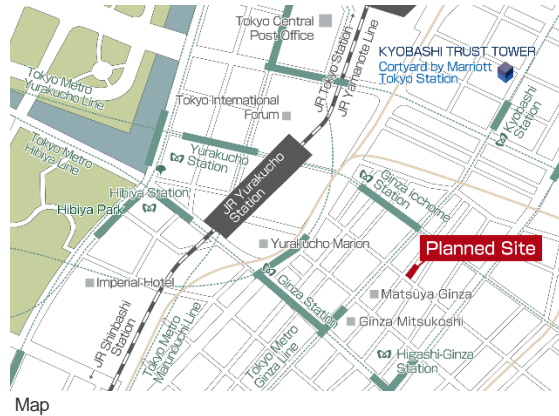 Tokyo Central
Post Office
JR Tokyo Station
JR Yamanote Line
KYOBASHI TRUST TOWER
Cortyard by Marriott
Tokyo Station
Tokyo Metro
Yurakucho Line
Tokyo International
Forum
Kyobashi
Station
Tokyo Metro
Hibiya Line
Yurakucho
Station
JR Yurakucho
Station
Ginza icchome
Station
Hibiya Station
Hibiya Park
Yurakucho Marion
Planned Site
Imperial Hotel
Ginza Station
Matsuya Ginza
Ginza Mitsukoshi
JR Shinbashi
Station
Tokyo Metro
Marunouchi Line
Tokyo Metro
Ginza Line
Higashi-Ginza
Station
Map